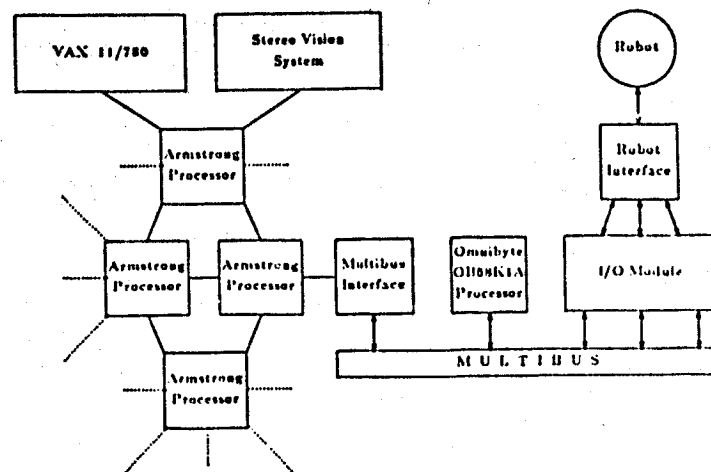 VAX 11/780
Stereo Vision
System
Robot
Armstrong
Processor
Robot
Interface
Armstrong
Processor
Armstrong
Processor
Multibus
Interface
Omnibyte
Processor
I/O Module
MULTIBUS
Armstrong
Processor